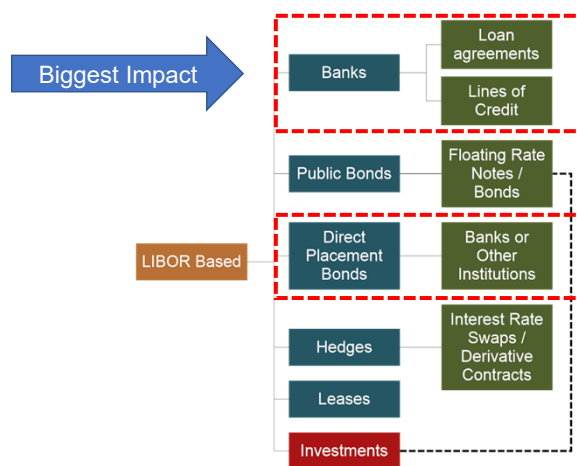 Biggest Impact
Banks
Loan
agreements
Lines of
Credit
Public Bonds
Floating Rate
Notes /
Bonds
LIBOR Based
Direct
Placement
Bonds
Banks or
Other
Institutions
Hedges
Interest Rate
Swaps /
Derivative
Contracts
Leases
Investments